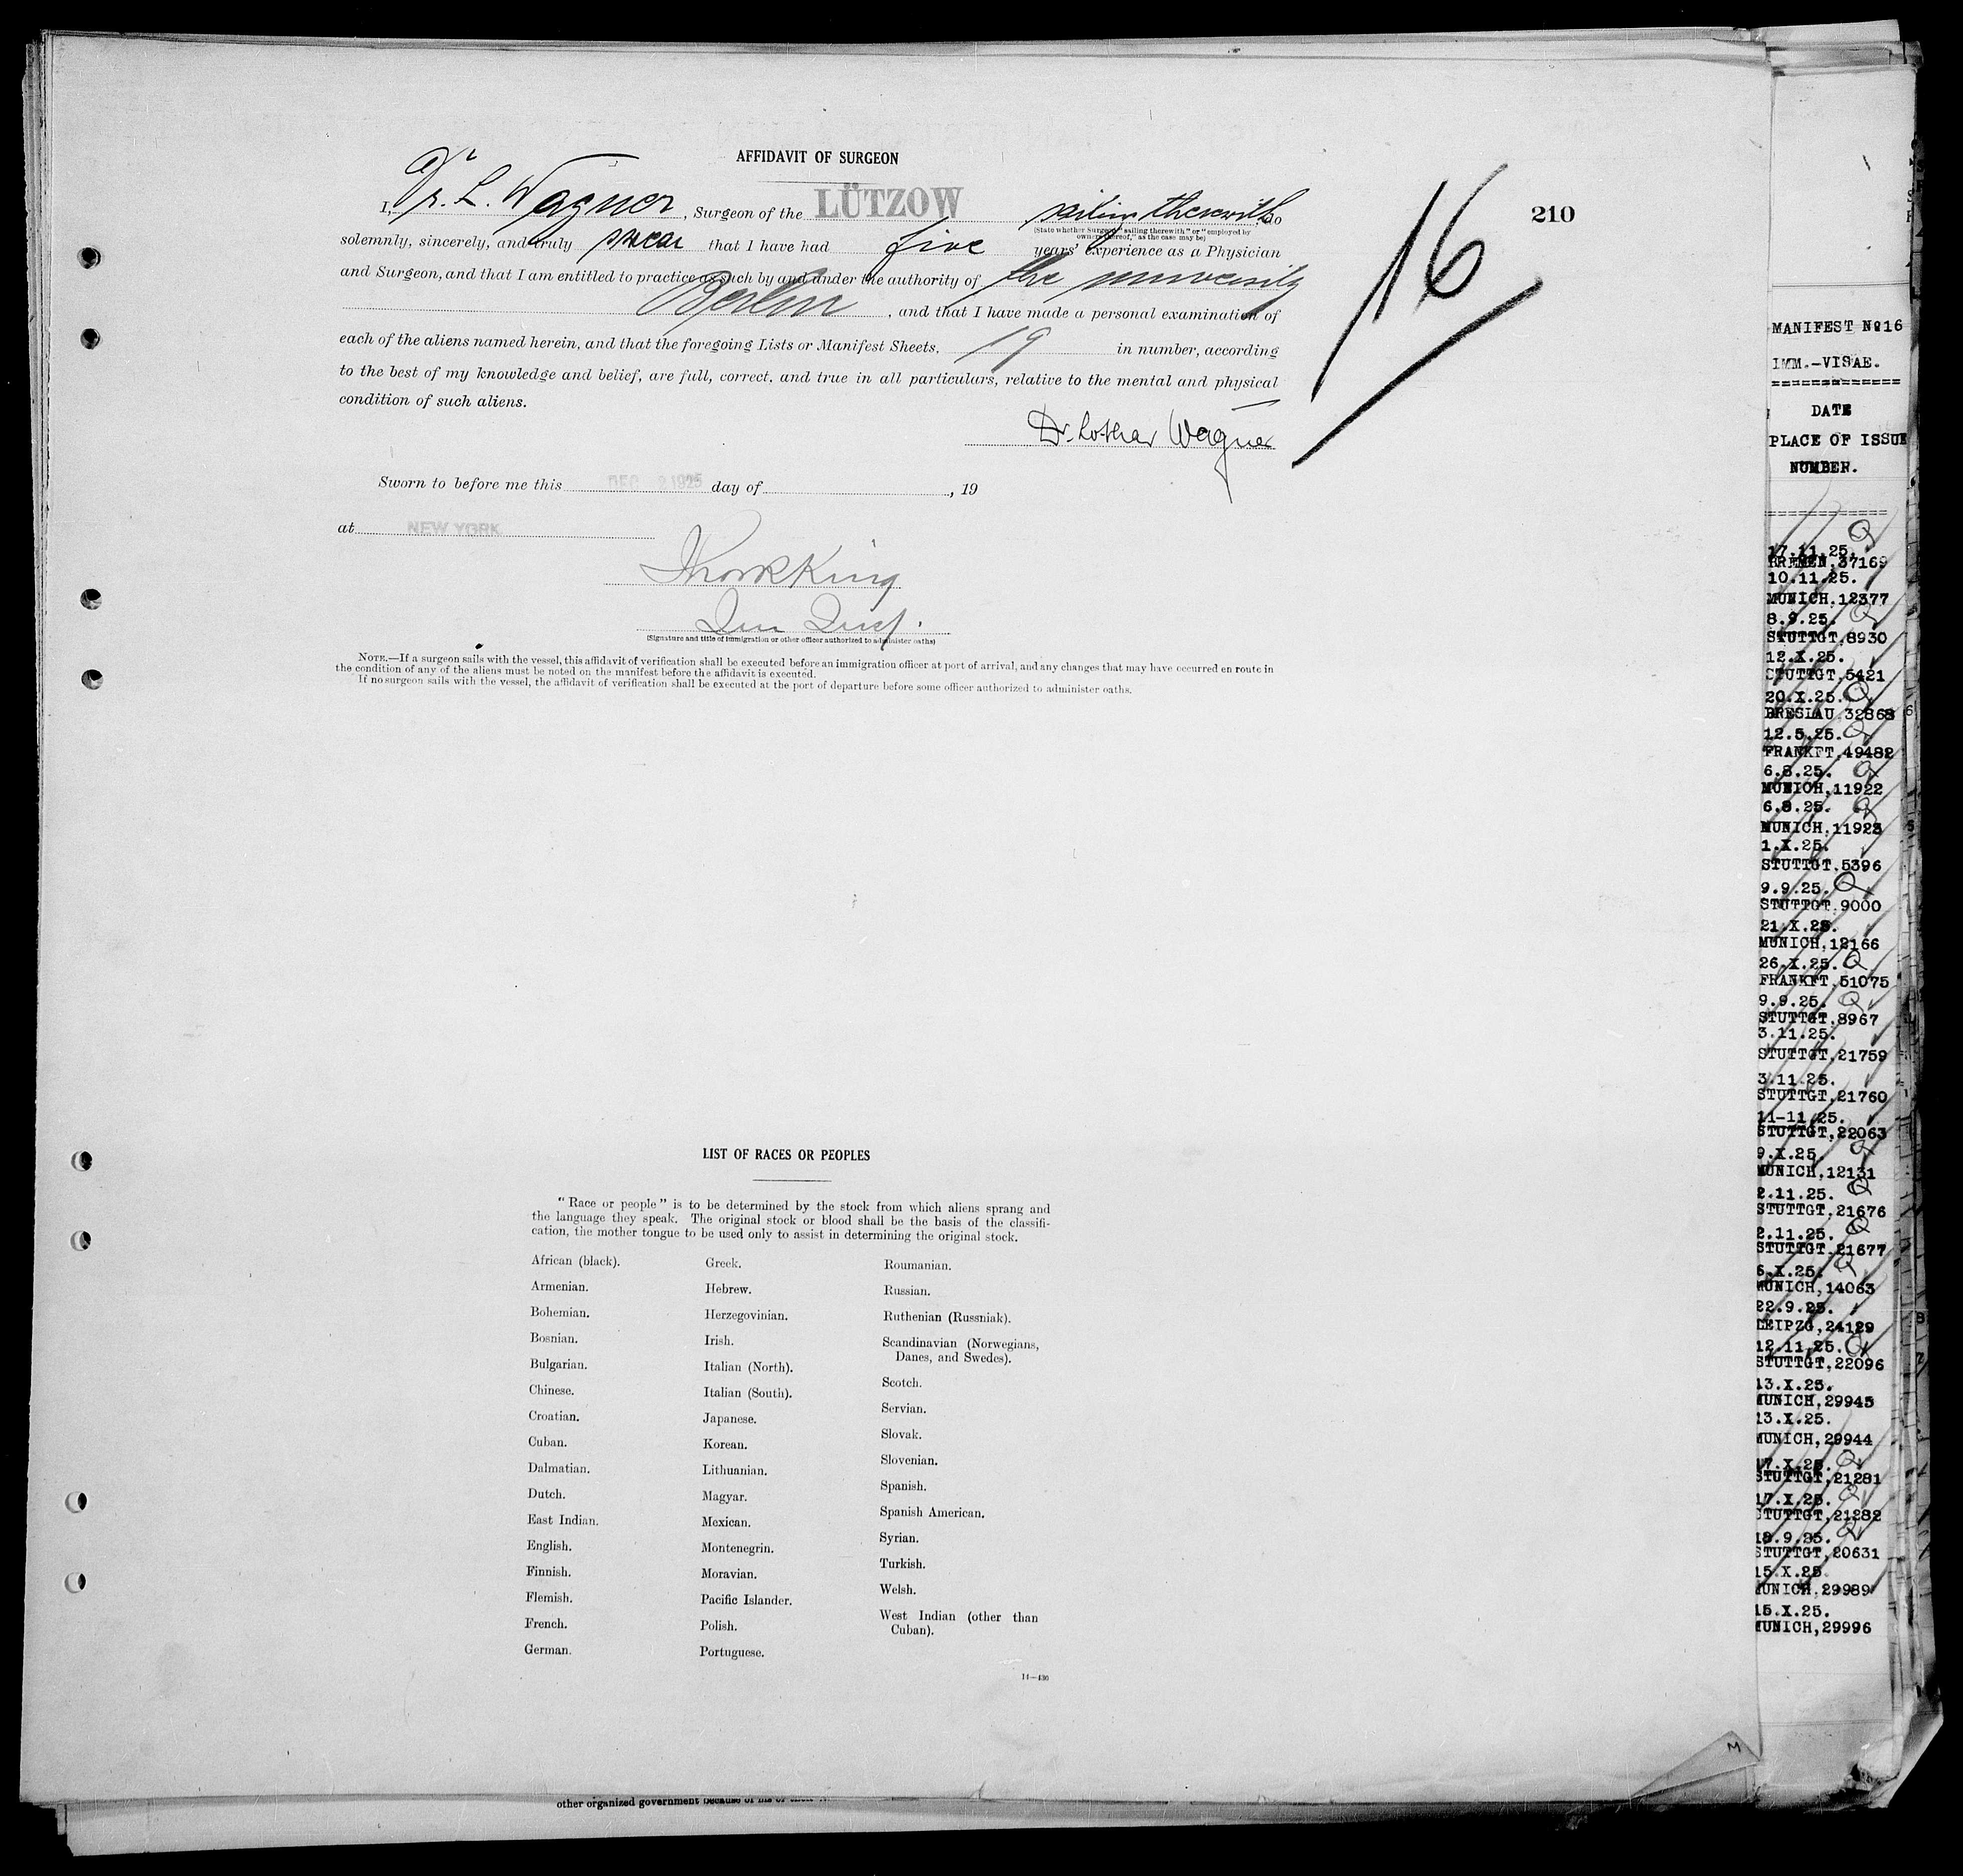 AFFIDAVIT OF SURGEON
I, Dr. L. Wagner, Surgeon of the LÜTZOW sailing therewith, do
(State whether Surgeon "sailing therewith" or "employed by
owners thereof," as the case may be)
solemnly, sincerely, and truly swear that I have had five years' experience as a Physician
and Surgeon, and that I am entitled to practice as such by and under the authority of the university
Berlin, and that I have made a personal examination of
each of the aliens named herein, and that the foregoing Lists or Manifest Sheets, 19 in number, according
to the best of my knowledge and belief, are full, correct, and true in all particulars, relative to the mental and physical
condition of such aliens.
Dr. Lothar Wagner
16
210
Sworn to before me this DEC 2 1925 day of , 19
at NEW YORK
King
(Signature and title of immigration or other officer authorized to administer oaths)
NOTE.—If a surgeon sails with the vessel, this affidavit of verification shall be executed before an immigration officer at port of arrival, and any changes that may have occurred en route in
the condition of any of the aliens must be noted on the manifest before the affidavit is executed.
If no surgeon sails with the vessel, the affidavit of verification shall be executed at the port of departure before some officer authorized to administer oaths.
LIST OF RACES OR PEOPLES
"Race or people" is to be determined by the stock from which aliens sprang and
the language they speak. The original stock or blood shall be the basis of the classifi-
cation, the mother tongue to be used only to assist in determining the original stock.
African (black).
Armenian.
Bohemian.
Bosnian.
Bulgarian.
Chinese.
Croatian.
Cuban.
Dalmatian.
Dutch.
East Indian.
English.
Finnish.
Flemish.
French.
German.
Greek.
Hebrew.
Herzegovinian.
Irish.
Italian (North).
Italian (South).
Japanese.
Korean.
Lithuanian.
Magyar.
Mexican.
Montenegrin.
Moravian.
Pacific Islander.
Polish.
Portuguese.
Roumanian.
Russian.
Ruthenian (Russniak).
Scandinavian (Norwegians,
Danes, and Swedes).
Scotch.
Servian.
Slovak.
Slovenian.
Spanish.
Spanish American.
Syrian.
Turkish.
Welsh.
West Indian (other than
Cuban).
14—430
M
other organized government because of his or their
MANIFEST No16
IMM.-VISAE.
DATE
PLACE OF ISSUE
NUMBER.
17.11.25.
BREMEN.37169
10.11.25.
MUNICH.12377
8.9.25.
STUTTGT.8930
12.X.25.
STUTTGT.5421
20.X.25.
BRESLAU 32868
12.5.25.
FRANKFT.49482
6.8.25.
MUNICH.11922
6.8.25.
MUNICH.11923
1.X.25.
STUTTGT.5396
9.9.25.
STUTTGT.9000
21.X.25.
MUNICH.12166
26.X.25.
FRANKFT.51075
9.9.25.
STUTTGT.8967
3.11.25.
STUTTGT.21759
3.11.25.
STUTTGT.21760
11-11.25.
STUTTGT.22063
9.X.25.
MUNICH.12131
2.11.25.
STUTTGT.21676
2.11.25.
STUTTGT.21677
6.X.25.
MUNICH,14063
22.9.25.
LEIPZG,24129
12.11.25.
STUTTGT,22096
13.X.25.
MUNICH,29945
13.X.25.
MUNICH,29944
17.X.25.
STUTTGT,21281
17.X.25.
STUTTGT,21282
18.9.25.
STUTTGT,20631
15.X.25.
MUNICH,29989
15.X.25.
MUNICH,29996